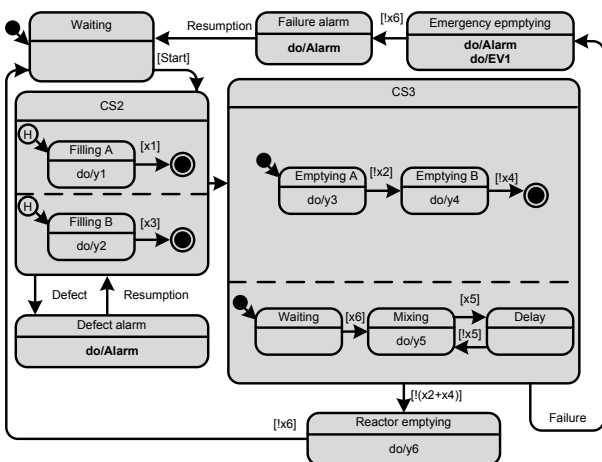 Waiting
Resumption
Failure alarm
do/Alarm
[!x6]
Emergency epmptying
do/Alarm
do/EV1
[Start]
CS2
H
Filling A
do/y1
[x1]
H
Filling B
do/y2
[x3]
Defect
Resumption
Defect alarm
do/Alarm
CS3
Emptying A
do/y3
[!x2]
Emptying B
do/y4
[!x4]
Waiting
[x6]
Mixing
do/y5
[x5]
[!x5]
Delay
[!(x2+x4)]
Failure
[!x6]
Reactor emptying
do/y6